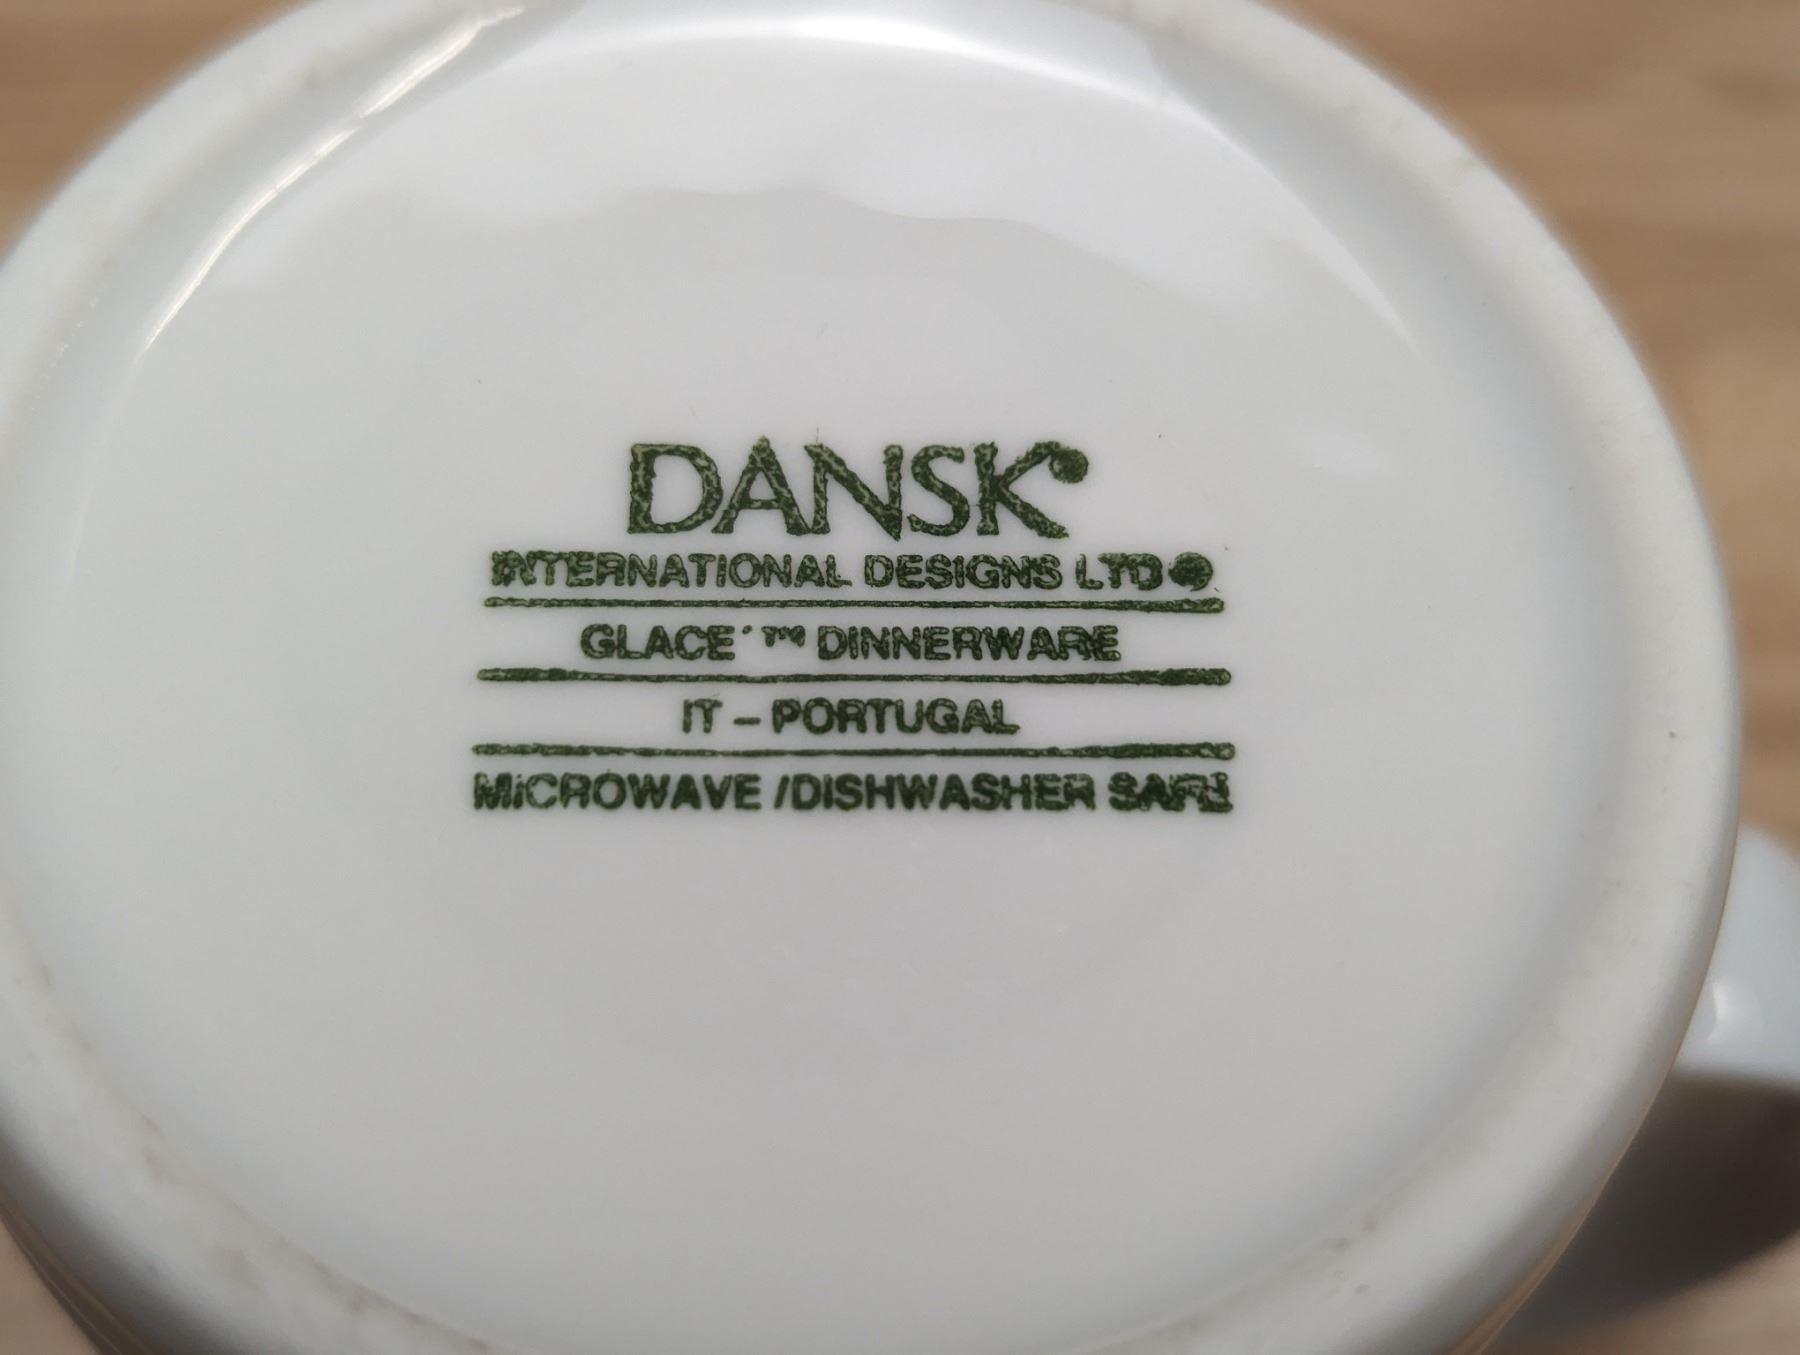 DANSK
INTERNATIONAL DESIGNS LTD
GLACE´™ DINNERWARE
IT – PORTUGAL
MICROWAVE /DISHWASHER SAFE